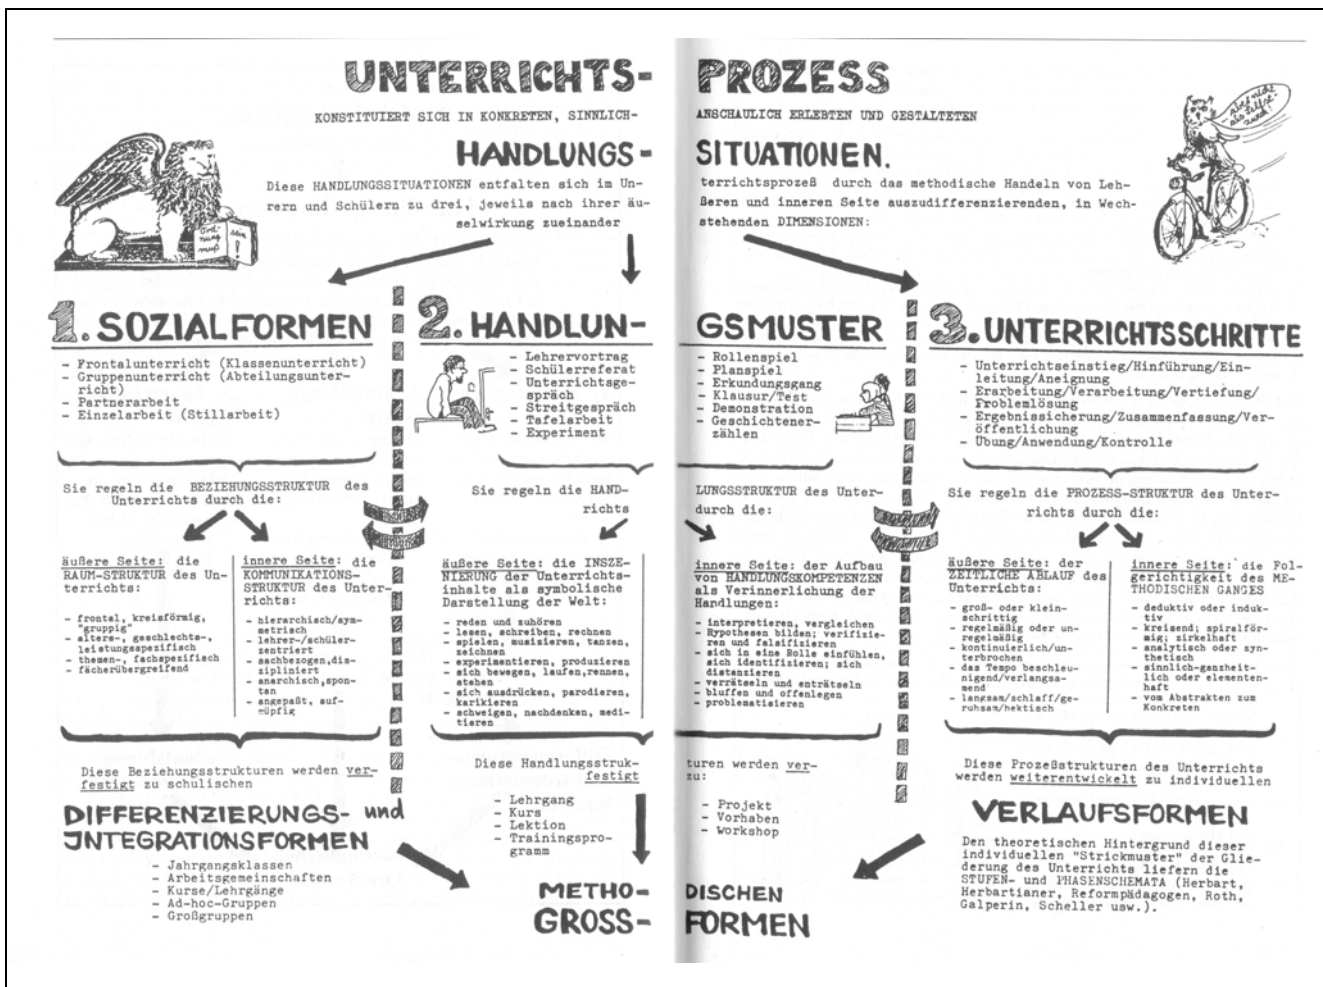 UNTERRICHTS- PROZESS
KONSTITUIERT SICH IN KONKRETEN, SINNLICH- ANSCHAULICH ERLEBTEN UND GESTALTETEN
HANDLUNGS- SITUATIONEN.
Diese HANDLUNGSSITUATIONEN entfalten sich im Un- terrichtsprozeß durch das methodische Handeln von Leh-
rern und Schülern zu drei, jeweils nach ihrer äu- ßeren und inneren Seite auszudifferenzierenden, in Wech-
selwirkung zueinander stehenden DIMENSIONEN:
Ord-
nung
muß
sein
!
aber nicht
als Selbst-
zweck!
1. SOZIALFORMEN
- Frontalunterricht (Klassenunterricht)
- Gruppenunterricht (Abteilungsunter-
richt)
- Partnerarbeit
- Einzelarbeit (Stillarbeit)
Sie regeln die BEZIEHUNGSSTRUKTUR des
Unterrichts durch die:
äußere Seite: die
RAUM-STRUKTUR des Un-
terrichts:
- frontal, kreisförmig,
"gruppig"
- alters-, geschlechts-,
leistungsspezifisch
- themen-, fachspezifisch
- fächerübergreifend
innere Seite: die
KOMMUNIKATIONS-
STRUKTUR des Unter-
richts:
- hierarchisch/sym-
metrisch
- lehrer-/schüler-
zentriert
- sachbezogen,dis-
zipliniert
- anarchisch,spon-
tan
- angepaßt, auf-
müpfig
Diese Beziehungsstrukturen werden ver-
festigt zu schulischen
DIFFERENZIERUNGS- und
INTEGRATIONSFORMEN
- Jahrgangsklassen
- Arbeitsgemeinschaften
- Kurse/Lehrgänge
- Ad-hoc-Gruppen
- Großgruppen
2. HANDLUN- GSMUSTER
- Lehrervortrag
- Schülerreferat
- Unterrichtsge-
spräch
- Streitgespräch
- Tafelarbeit
- Experiment
- Rollenspiel
- Planspiel
- Erkundungsgang
- Klausur/Test
- Demonstration
- Geschichtener-
zählen
Sie regeln die HAND- LUNGSSTRUKTUR des Unter-
richts durch die:
äußere Seite: die INSZE-
NIERUNG der Unterrichts-
inhalte als symbolische
Darstellung der Welt:
- reden und zuhören
- lesen, schreiben, rechnen
- spielen, musizieren, tanzen,
zeichnen
- experimentieren, produzieren
- sich bewegen, laufen,rennen,
stehen
- sich ausdrücken, parodieren,
karikieren
- schweigen, nachdenken, medi-
tieren
innere Seite: der Aufbau
von HANDLUNGSKOMPETENZEN
als Verinnerlichung der
Handlungen:
- interpretieren, vergleichen
- Hypothesen bilden; verifizie-
ren und falsifizieren
- sich in eine Rolle einfühlen,
sich identifizieren; sich
distanzieren
- verrätseln und enträtseln
- bluffen und offenlegen
- problematisieren
Diese Handlungsstruk- turen werden ver-
festigt zu:
- Lehrgang
- Kurs
- Lektion
- Trainingspro-
gramm
- Projekt
- Vorhaben
- Workshop
METHO- DISCHEN
GROSS- FORMEN
3. UNTERRICHTSSCHRITTE
- Unterrichtseinstieg/Hinführung/Ein-
leitung/Aneignung
- Erarbeitung/Verarbeitung/Vertiefung/
Problemlösung
- Ergebnissicherung/Zusammenfassung/Ver-
öffentlichung
- Übung/Anwendung/Kontrolle
Sie regeln die PROZESS-STRUKTUR des Unter-
richts durch die:
äußere Seite: der
ZEITLICHE ABLAUF des
Unterrichts:
- groß- oder klein-
schrittig
- regelmäßig oder un-
regelmäßig
- kontinuierlich/un-
terbrochen
- das Tempo beschleu-
nigend/verlangsa-
mend
- langsam/schlaff/ge-
ruhsam/hektisch
innere Seite: die Fol-
gerichtigkeit des ME-
THODISCHEN GANGES
- deduktiv oder induk-
tiv
- kreisend; spiralför-
mig; zirkelhaft
- analytisch oder syn-
thetisch
- sinnlich-ganzheit-
lich oder elementen-
haft
- vom Abstrakten zum
Konkreten
Diese Prozeßstrukturen des Unterrichts
werden weiterentwickelt zu individuellen
VERLAUFSFORMEN
Den theoretischen Hintergrund dieser
individuellen "Strickmuster" der Glie-
derung des Unterrichts liefern die
STUFEN- und PHASENSCHEMATA (Herbart,
Herbartianer, Reformpädagogen, Roth,
Galperin, Scheller usw.).